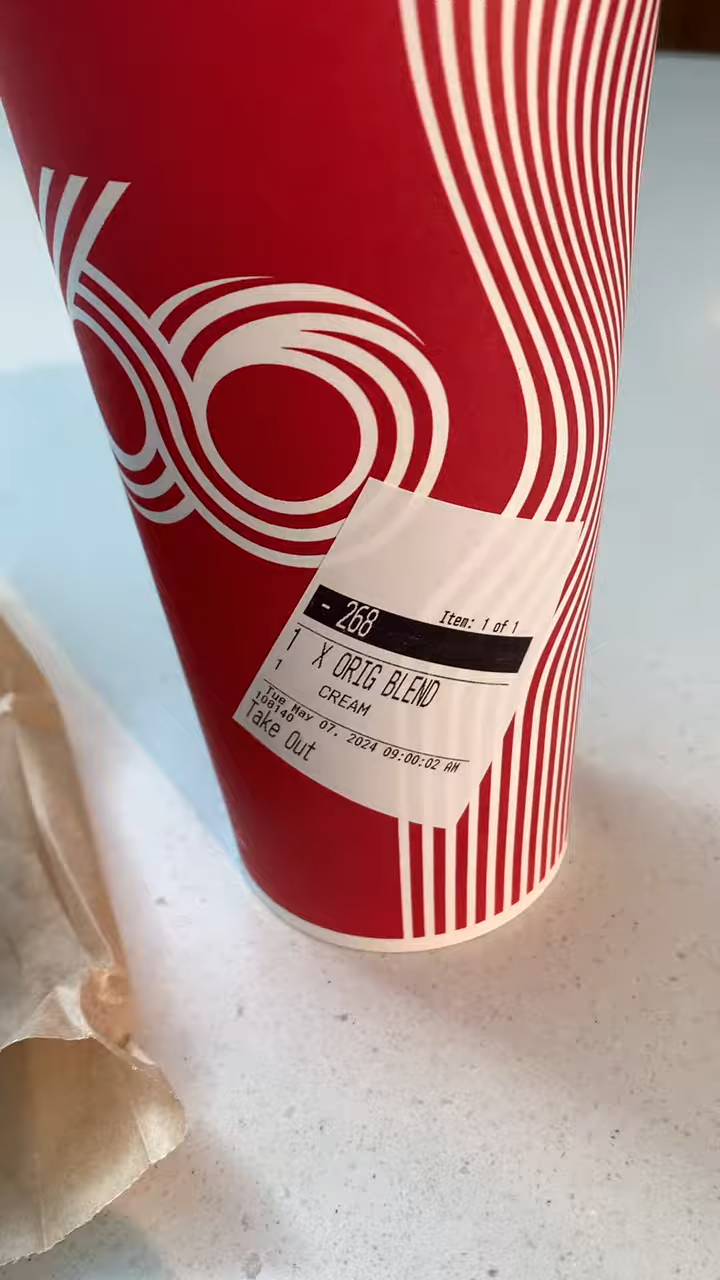 60
- 268 Item: 1 of 1
1 X ORIG BLEND
1 CREAM
Tue May 07, 2024 09:00:02 AM
108140
Take Out